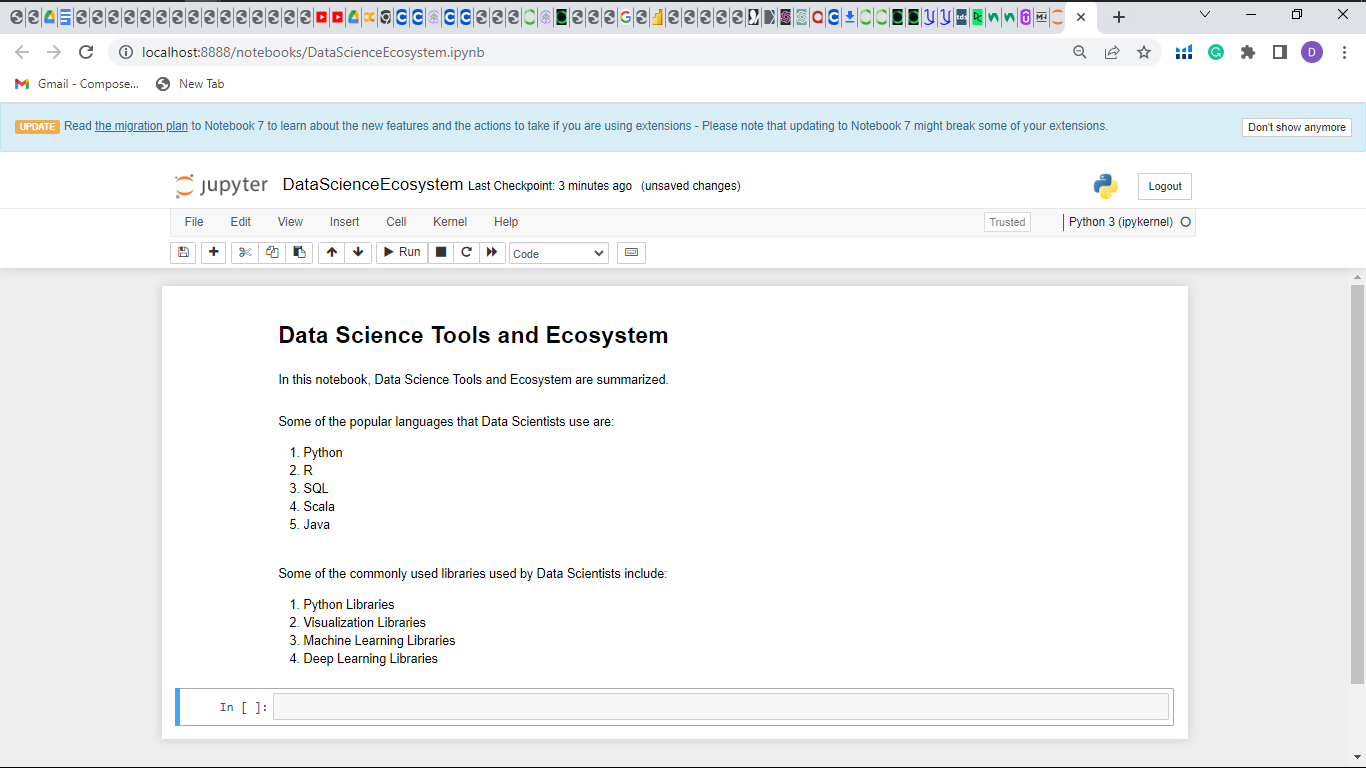 localhost:8888/notebooks/DataScienceEcosystem.ipynb
D
Gmail - Compose... New Tab
UPDATE Read the migration plan to Notebook 7 to learn about the new features and the actions to take if you are using extensions - Please note that updating to Notebook 7 might break some of your extensions. Don't show anymore
jupyter DataScienceEcosystem Last Checkpoint: 3 minutes ago (unsaved changes) Logout
File Edit View Insert Cell Kernel Help Trusted Python 3 (ipykernel)
Run Code
Data Science Tools and Ecosystem
In this notebook, Data Science Tools and Ecosystem are summarized.
Some of the popular languages that Data Scientists use are:
1. Python
2. R
3. SQL
4. Scala
5. Java
Some of the commonly used libraries used by Data Scientists include:
1. Python Libraries
2. Visualization Libraries
3. Machine Learning Libraries
4. Deep Learning Libraries
In [ ]: